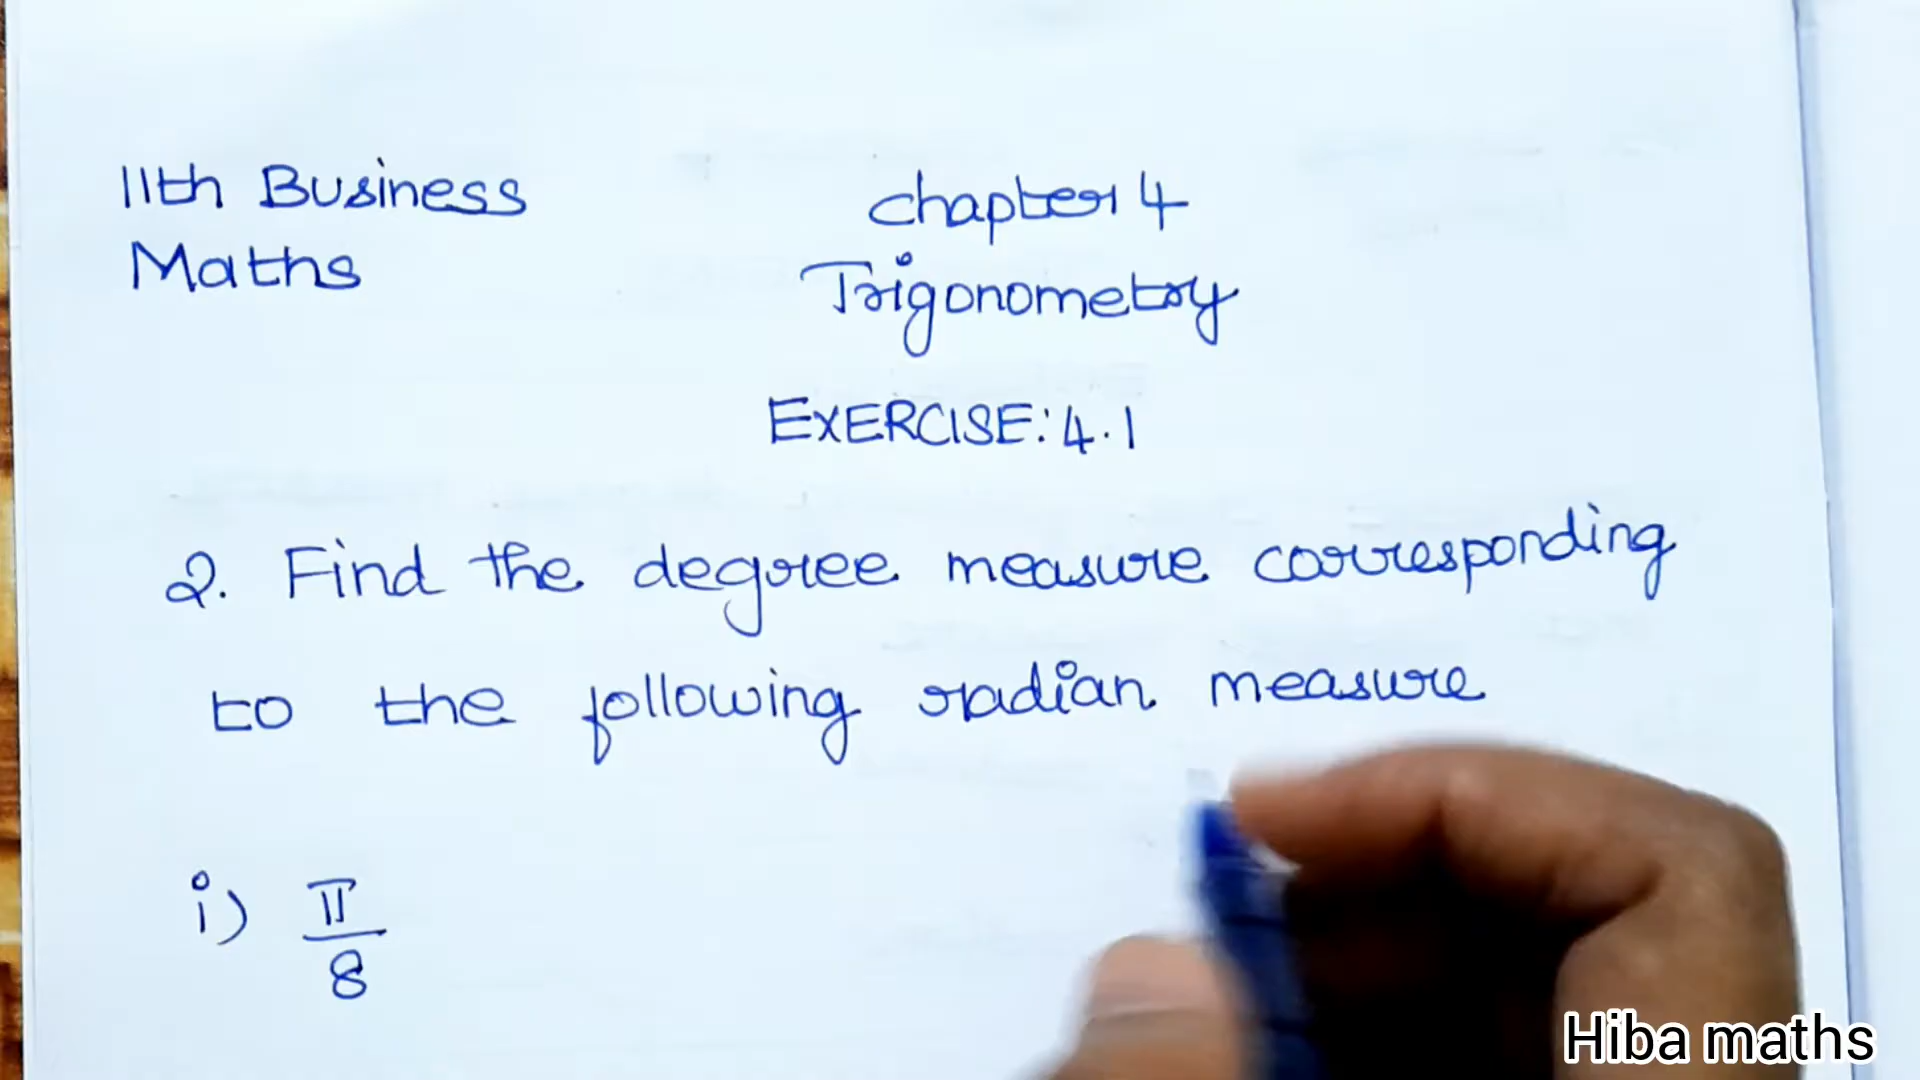 11th Business
Maths
chapter 4
Trigonometry
EXERCISE: 4.1
2. Find the degree measure corresponding
to the following radian measure
i) π/8
Hiba maths